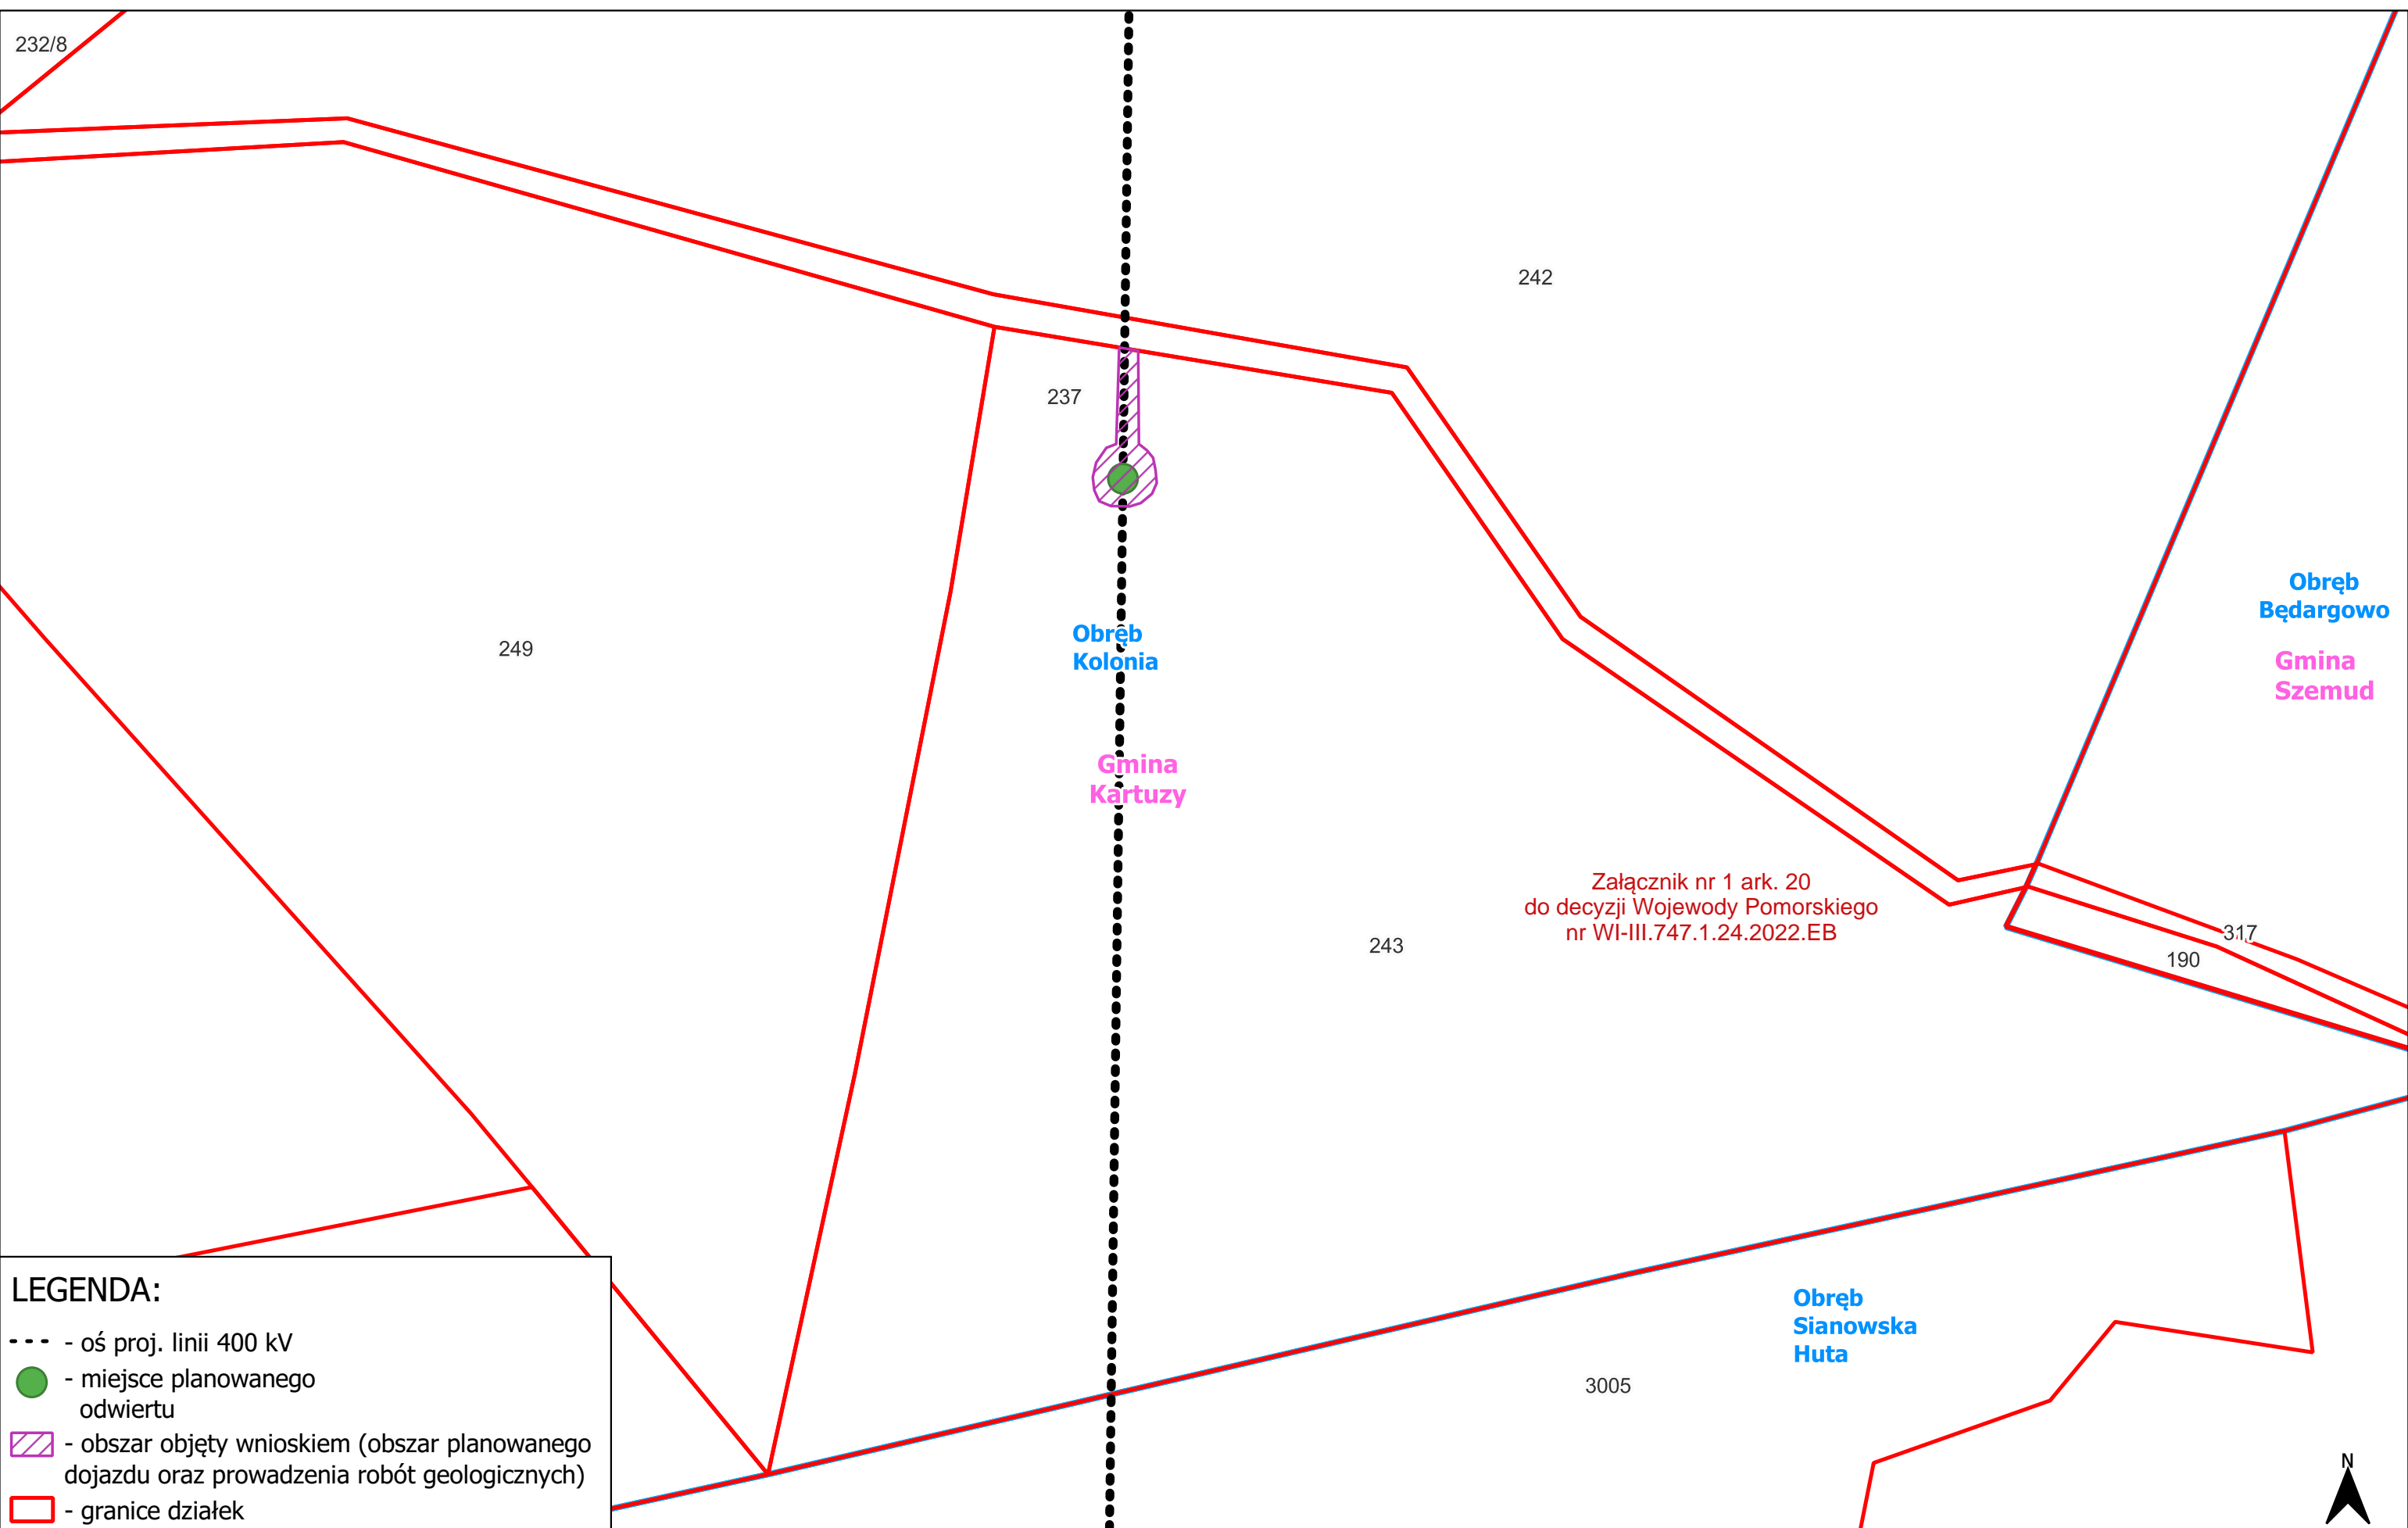 232/8
242
237
Obręb
Będargowo
Gmina
Szemud
249
Obręb
Kolonia
Gmina
Kartuzy
Załącznik nr 1 ark. 20
do decyzji Wojewody Pomorskiego
nr WI-III.747.1.24.2022.EB
317
243
190
Obręb
Sianowska
Huta
3005
N
LEGENDA:
- oś proj. linii 400 kV
- miejsce planowanego
odwiertu
- obszar objęty wnioskiem (obszar planowanego
dojazdu oraz prowadzenia robót geologicznych)
- granice działek